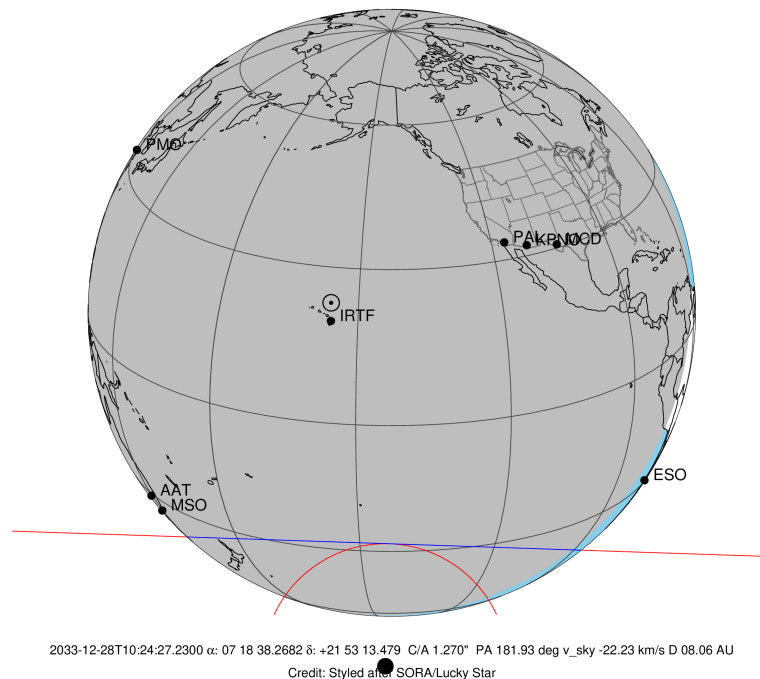 PMO
PAL KPNO MCD
IRTF
ESO
AAT
MSO
2033-12-28T10:24:27.2300 α: 07 18 38.2682 δ: +21 53 13.479 C/A 1.270" PA 181.93 deg v_sky -22.23 km/s D 08.06 AU
Credit: Styled after SORA/Lucky Star